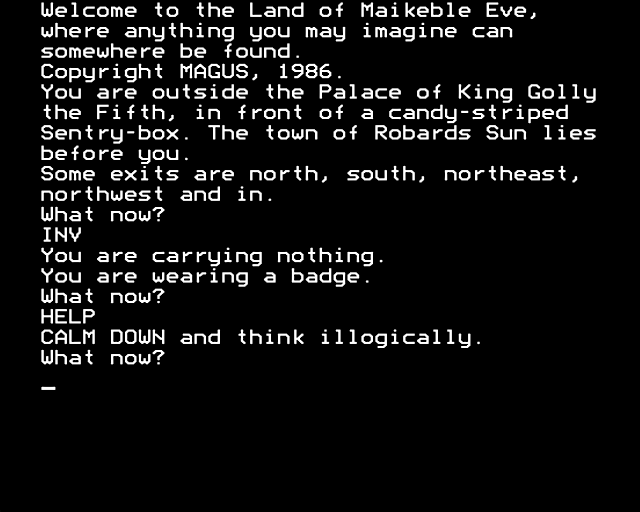 Welcome to the Land of Maikeble Eve,
where anything you may imagine can
somewhere be found.
Copyright MAGUS, 1986.
You are outside the Palace of King Golly
the Fifth, in front of a candy-striped
Sentry-box. The town of Robards Sun lies
before you.
Some exits are north, south, northeast,
northwest and in.
What now?
INV
You are carrying nothing.
You are wearing a badge.
What now?
HELP
CALM DOWN and think illogically.
What now?